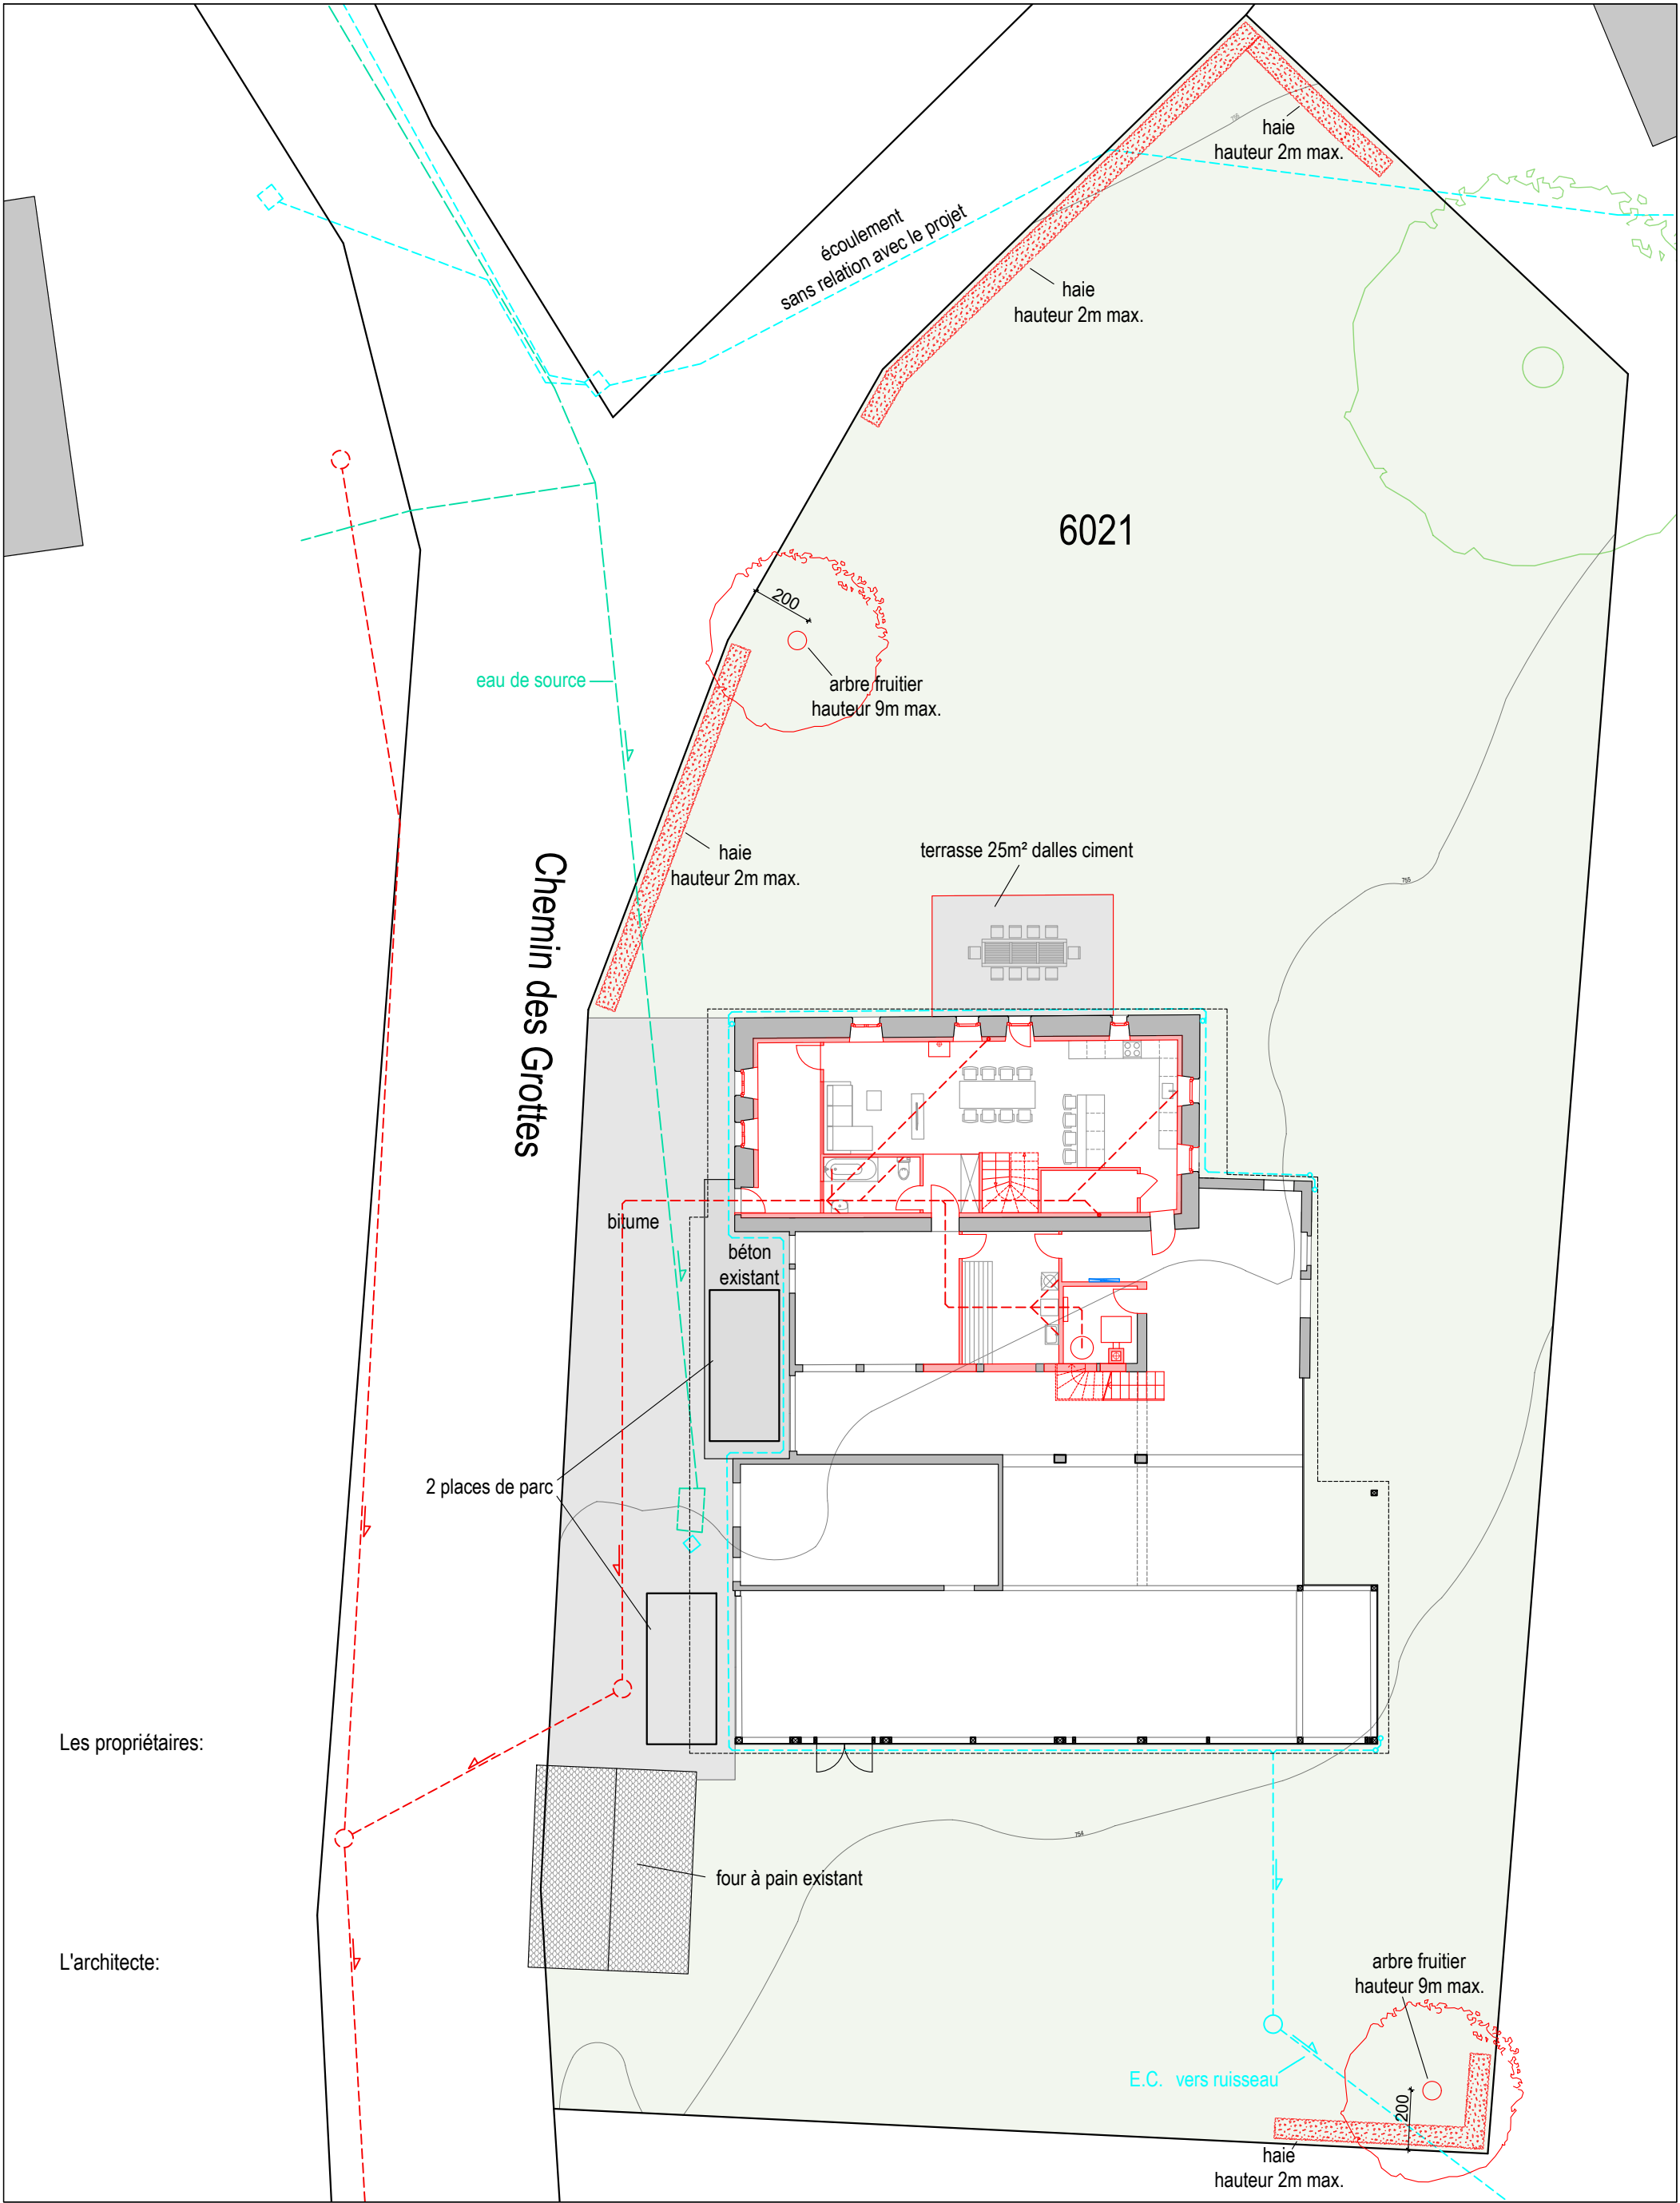 756
haie
hauteur 2m max.
écoulement
sans relation avec le projet
haie
hauteur 2m max.
6021
200
eau de source
arbre fruitier
hauteur 9m max.
haie
hauteur 2m max.
terrasse 25m² dalles ciment
755
Chemin des Grottes
bitume
béton
existant
2 places de parc
Les propriétaires:
754
four à pain existant
L'architecte:
arbre fruitier
hauteur 9m max.
E.C. vers ruisseau
200
haie
hauteur 2m max.